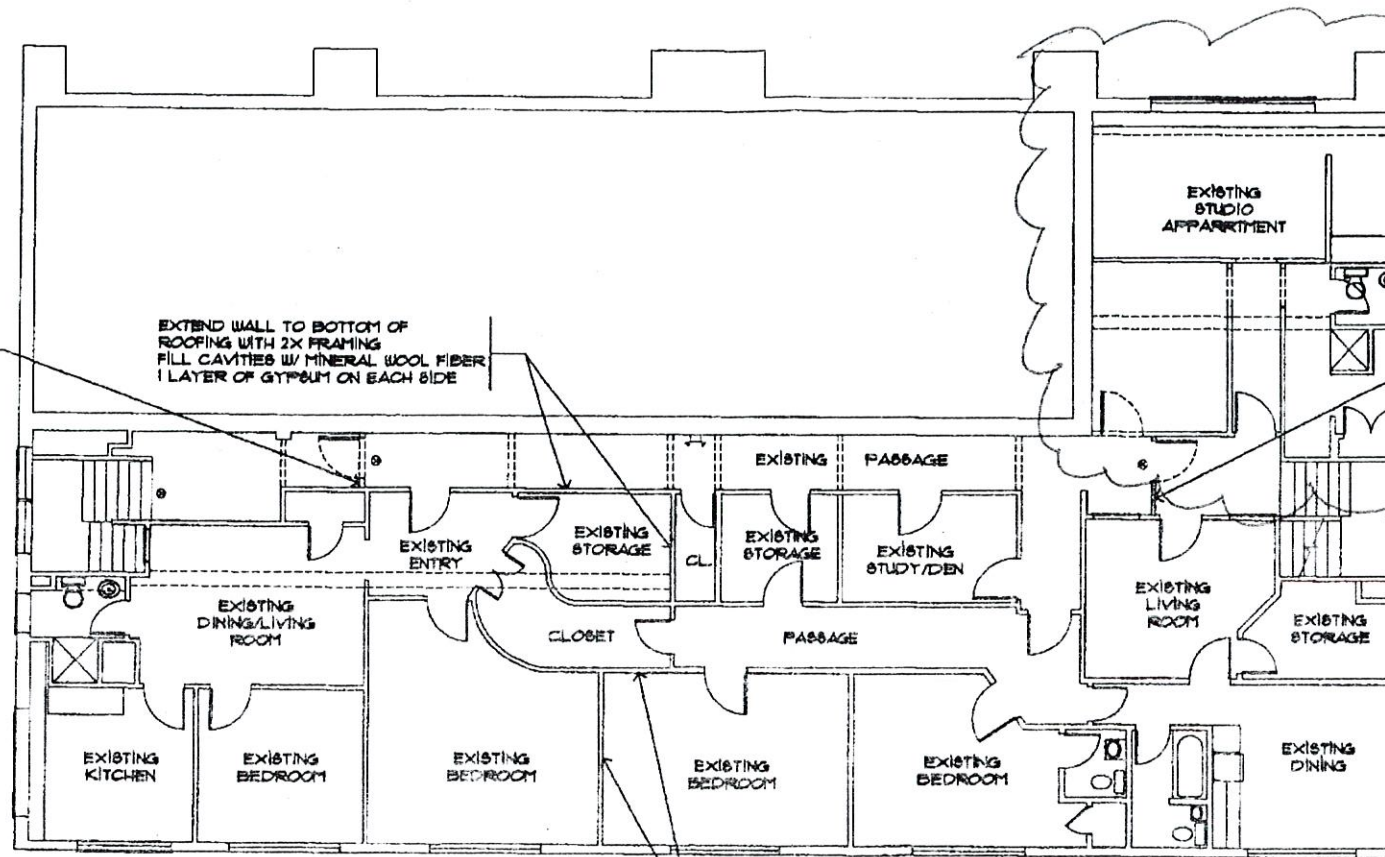 EXISTING
STUDIO
APPARRTMENT
EXTEND WALL TO BOTTOM OF
ROOFING WITH 2X FRAMING
FILL CAVITIES W/ MINERAL WOOL FIBER
1 LAYER OF GYPSUM ON EACH SIDE
EXISTING PASSAGE
EXISTING
ENTRY
EXISTING
STORAGE
CL.
EXISTING
STORAGE
EXISTING
STUDY/DEN
EXISTING
LIVING
ROOM
EXISTING
STORAGE
EXISTING
DINING/LIVING
ROOM
CLOSET
PASSAGE
EXISTING
KITCHEN
EXISTING
BEDROOM
EXISTING
BEDROOM
EXISTING
BEDROOM
EXISTING
BEDROOM
EXISTING
DINING